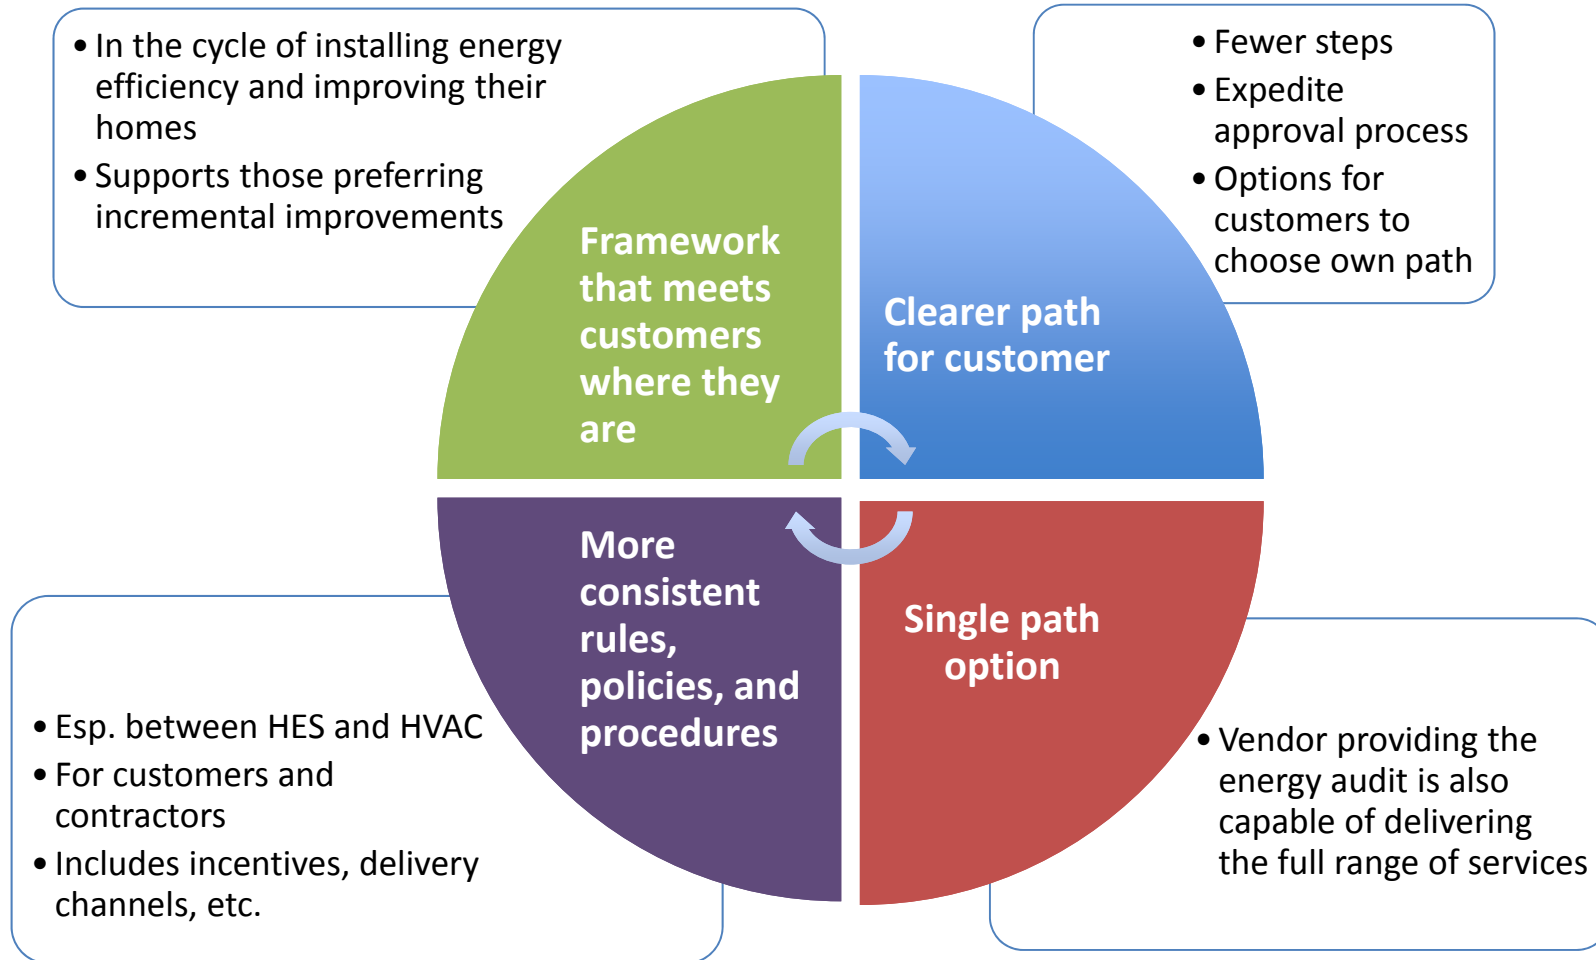 • In the cycle of installing energy
efficiency and improving their
homes
• Supports those preferring
incremental improvements
Framework
that meets
customers
where they
are
• Fewer steps
• Expedite
approval process
• Options for
customers to
choose own path
Clearer path
for customer
More
consistent
rules,
policies, and
procedures
• Esp. between HES and HVAC
• For customers and
contractors
• Includes incentives, delivery
channels, etc.
Single path
option
• Vendor providing the
energy audit is also
capable of delivering
the full range of services